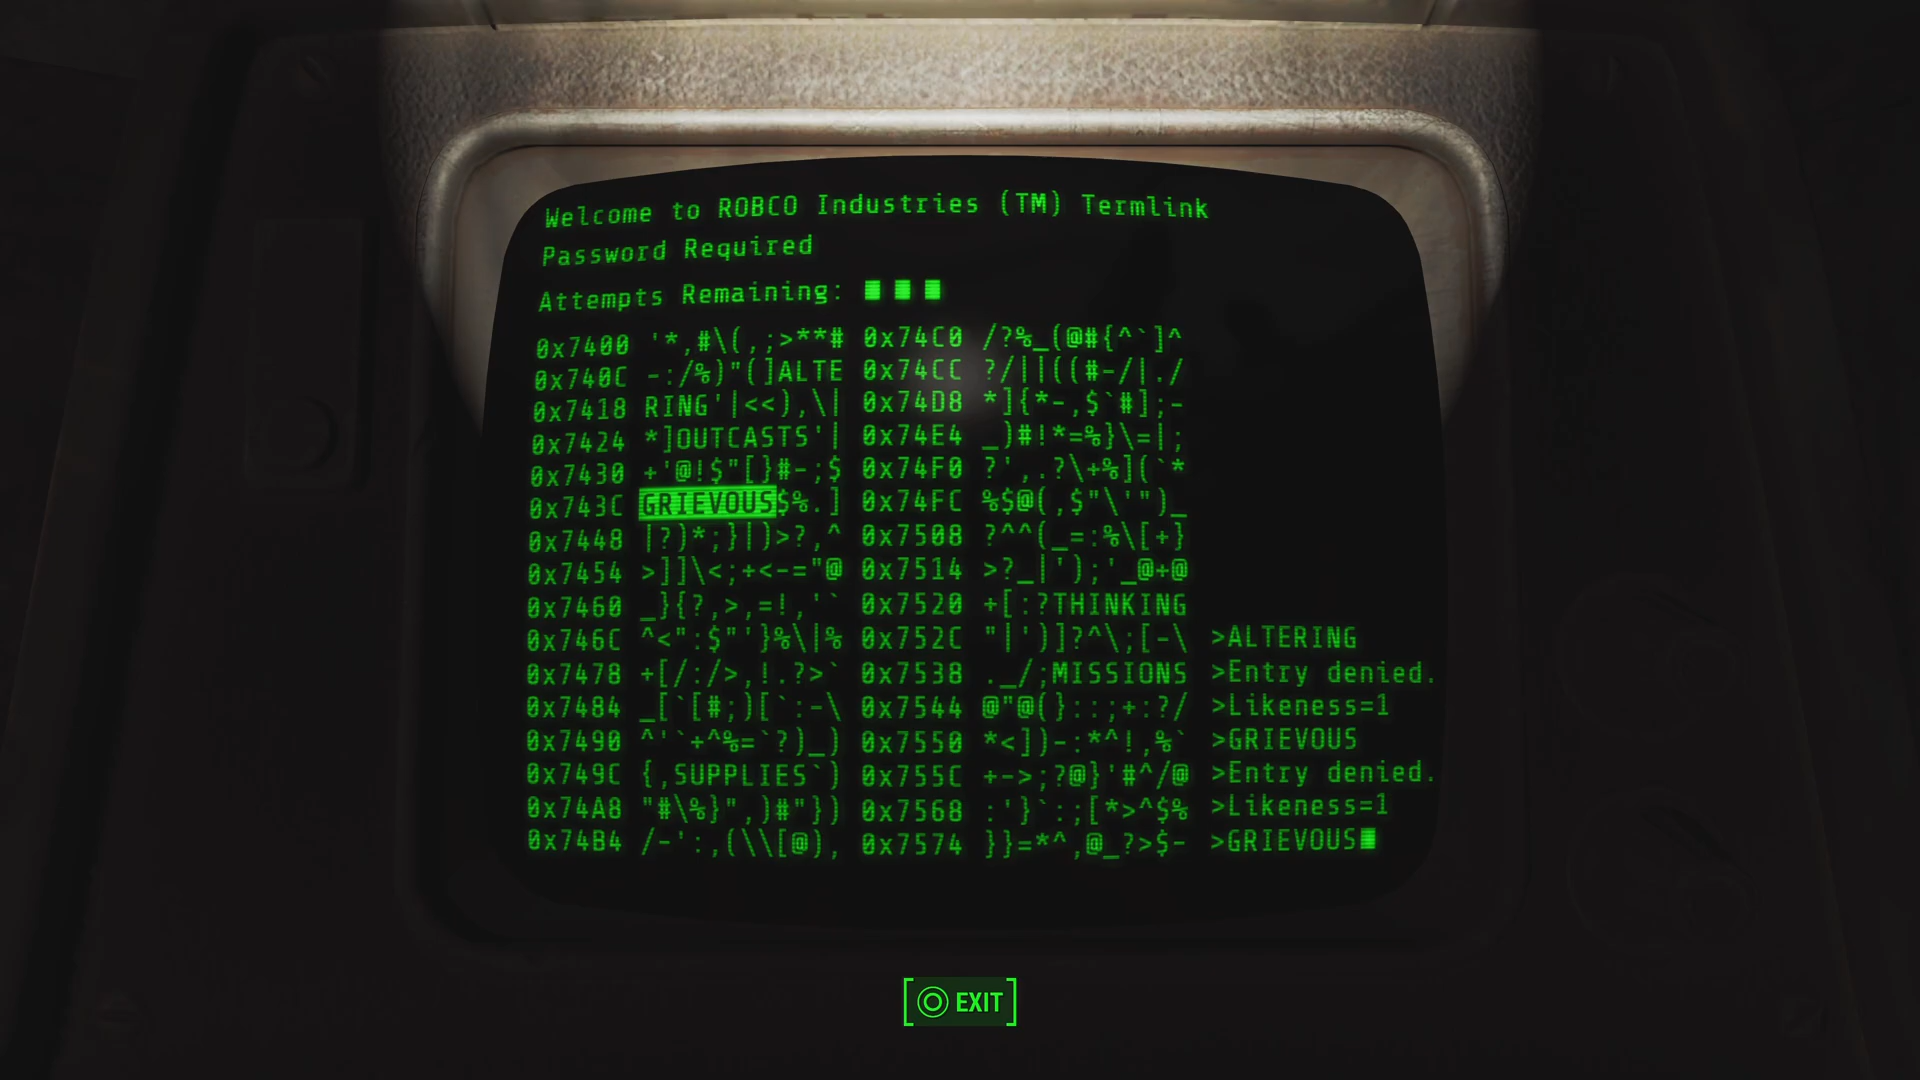 Welcome to ROBCO Industries (TM) Termlink
Password Required
Attempts Remaining:
0x7400 '*,#\(,;>**# 0x74C0 /?%_(@#{^`]^
0x740C -:/%)"(]ALTE 0x74CC ?/||((#-/|./
0x7418 RING'|<<),\| 0x74D8 *]{*-,$`#];-
0x7424 *]OUTCASTS'| 0x74E4 _)#!*=%}\=|;
0x7430 +'@!$"[}#-;$ 0x74F0 ?',.?\+%](`*
0x743C GRIEVOUS$%.] 0x74FC %$@(,$"\'")_
0x7448 |?)*;}|)>?,^ 0x7508 ?^^(_=:%\[+}
0x7454 >]]\<;+<-="@ 0x7514 >?_|');'_@+@
0x7460 _}{?,>,=!,'` 0x7520 +[:?THINKING
0x746C ^<":$"'}%\|% 0x752C "|')]?^\;[-\ >ALTERING
0x7478 +[/:/>,!.?>` 0x7538 ._/;MISSIONS >Entry denied.
0x7484 _[`[#;)[`:-\ 0x7544 @"@(}::;+:?/ >Likeness=1
0x7490 ^'`+^%=`?)_) 0x7550 *<])-:*^!,%` >GRIEVOUS
0x749C {,SUPPLIES`) 0x755C +->;?@}'#^/@ >Entry denied.
0x74A8 "#\%}",)#"}) 0x7568 :'}`:;[*>^$% >Likeness=1
0x74B4 /-':,(\\[@), 0x7574 }}=*^,@_?>$- >GRIEVOUS
EXIT